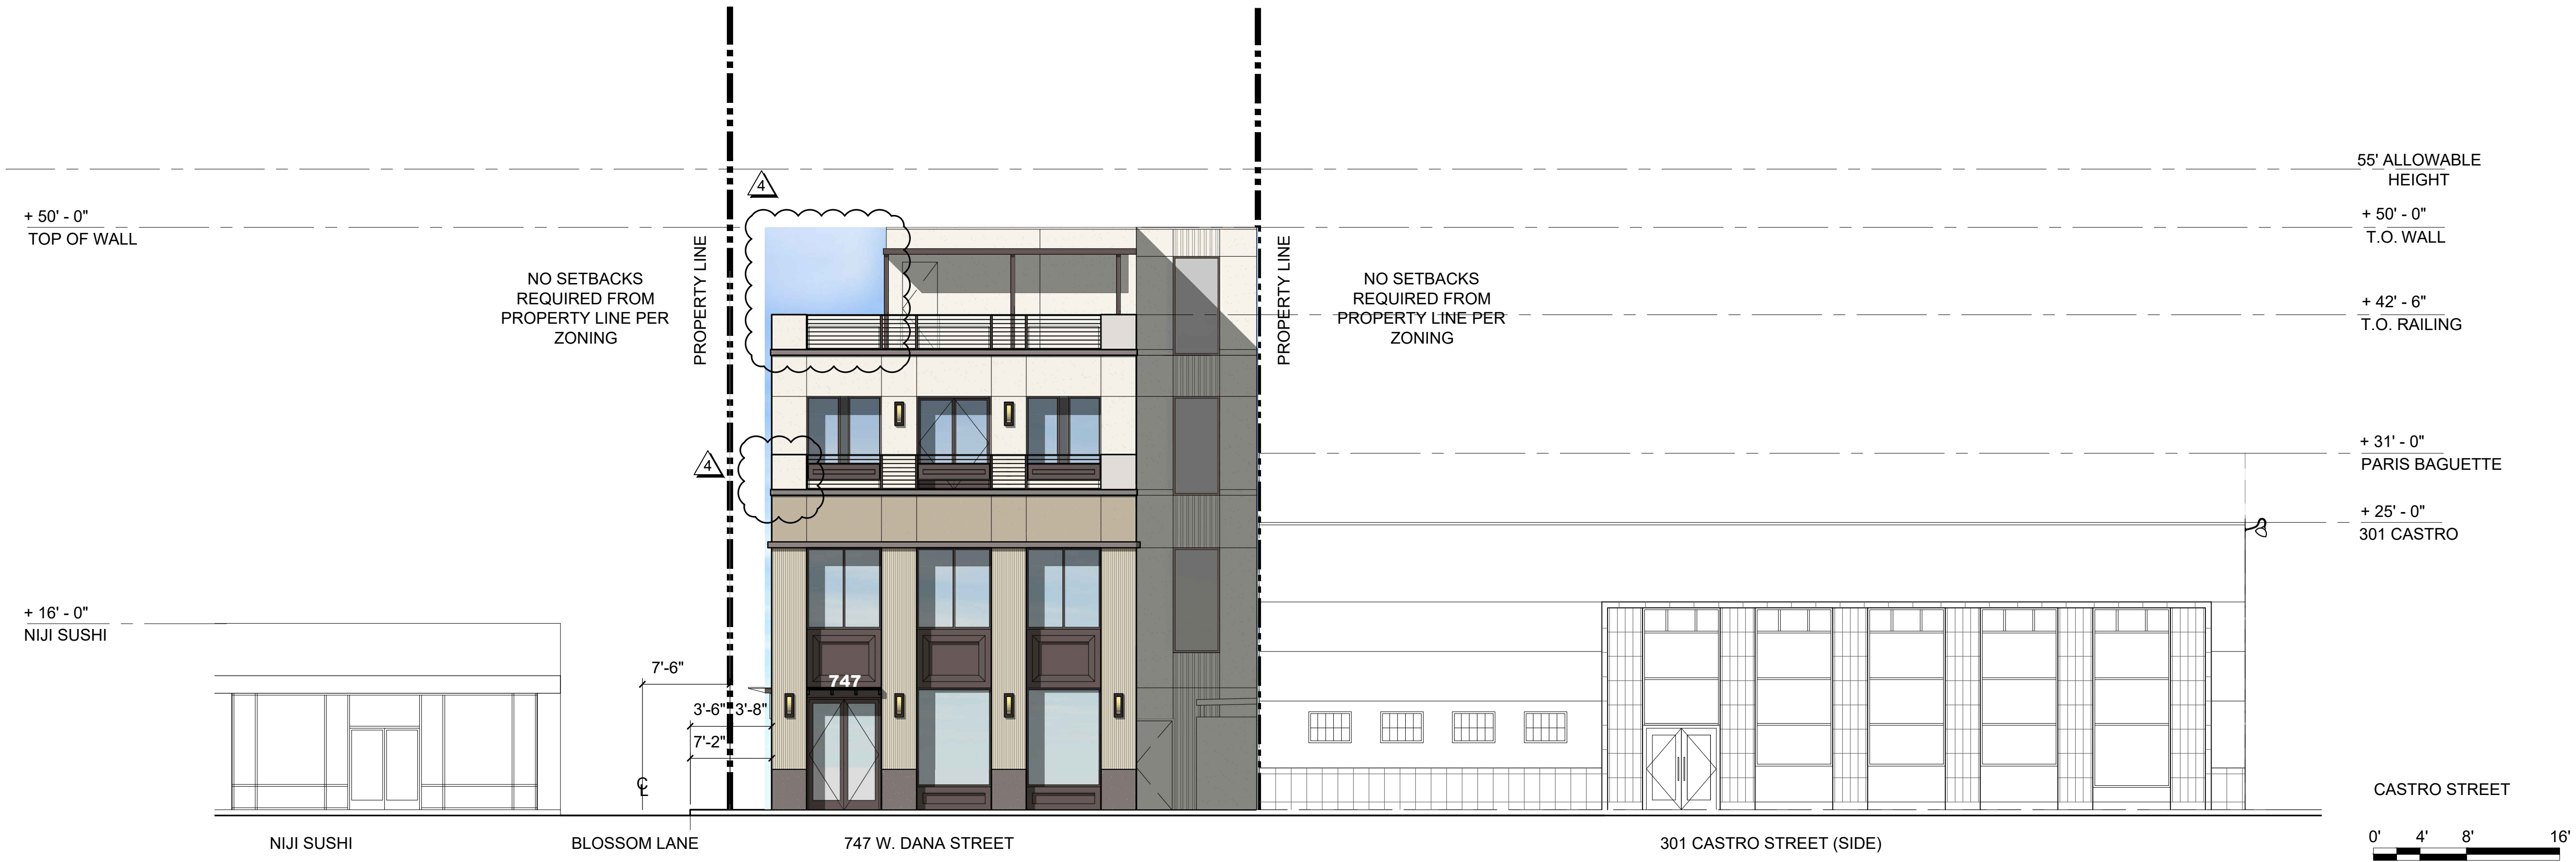 55' ALLOWABLE
HEIGHT
4
+ 50' - 0"
TOP OF WALL
+ 50' - 0"
T.O. WALL
PROPERTY LINE
PROPERTY LINE
NO SETBACKS
REQUIRED FROM
PROPERTY LINE PER
ZONING
NO SETBACKS
REQUIRED FROM
PROPERTY LINE PER
ZONING
+ 42' - 6"
T.O. RAILING
4
+ 31' - 0"
PARIS BAGUETTE
+ 25' - 0"
301 CASTRO
+ 16' - 0"
NIJI SUSHI
7'-6"
747
3'-6" 3'-8"
7'-2"
CL
CASTRO STREET
NIJI SUSHI
BLOSSOM LANE
747 W. DANA STREET
301 CASTRO STREET (SIDE)
0' 4' 8' 16'